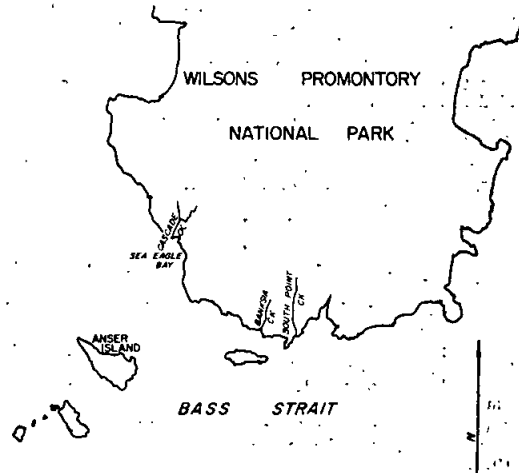 WILSONS PROMONTORY
NATIONAL PARK
CASCADE
CK
SEA EAGLE
BAY
BANKSIA
CK
SOUTH POINT
CK
ANSER
ISLAND
BASS STRAIT
N